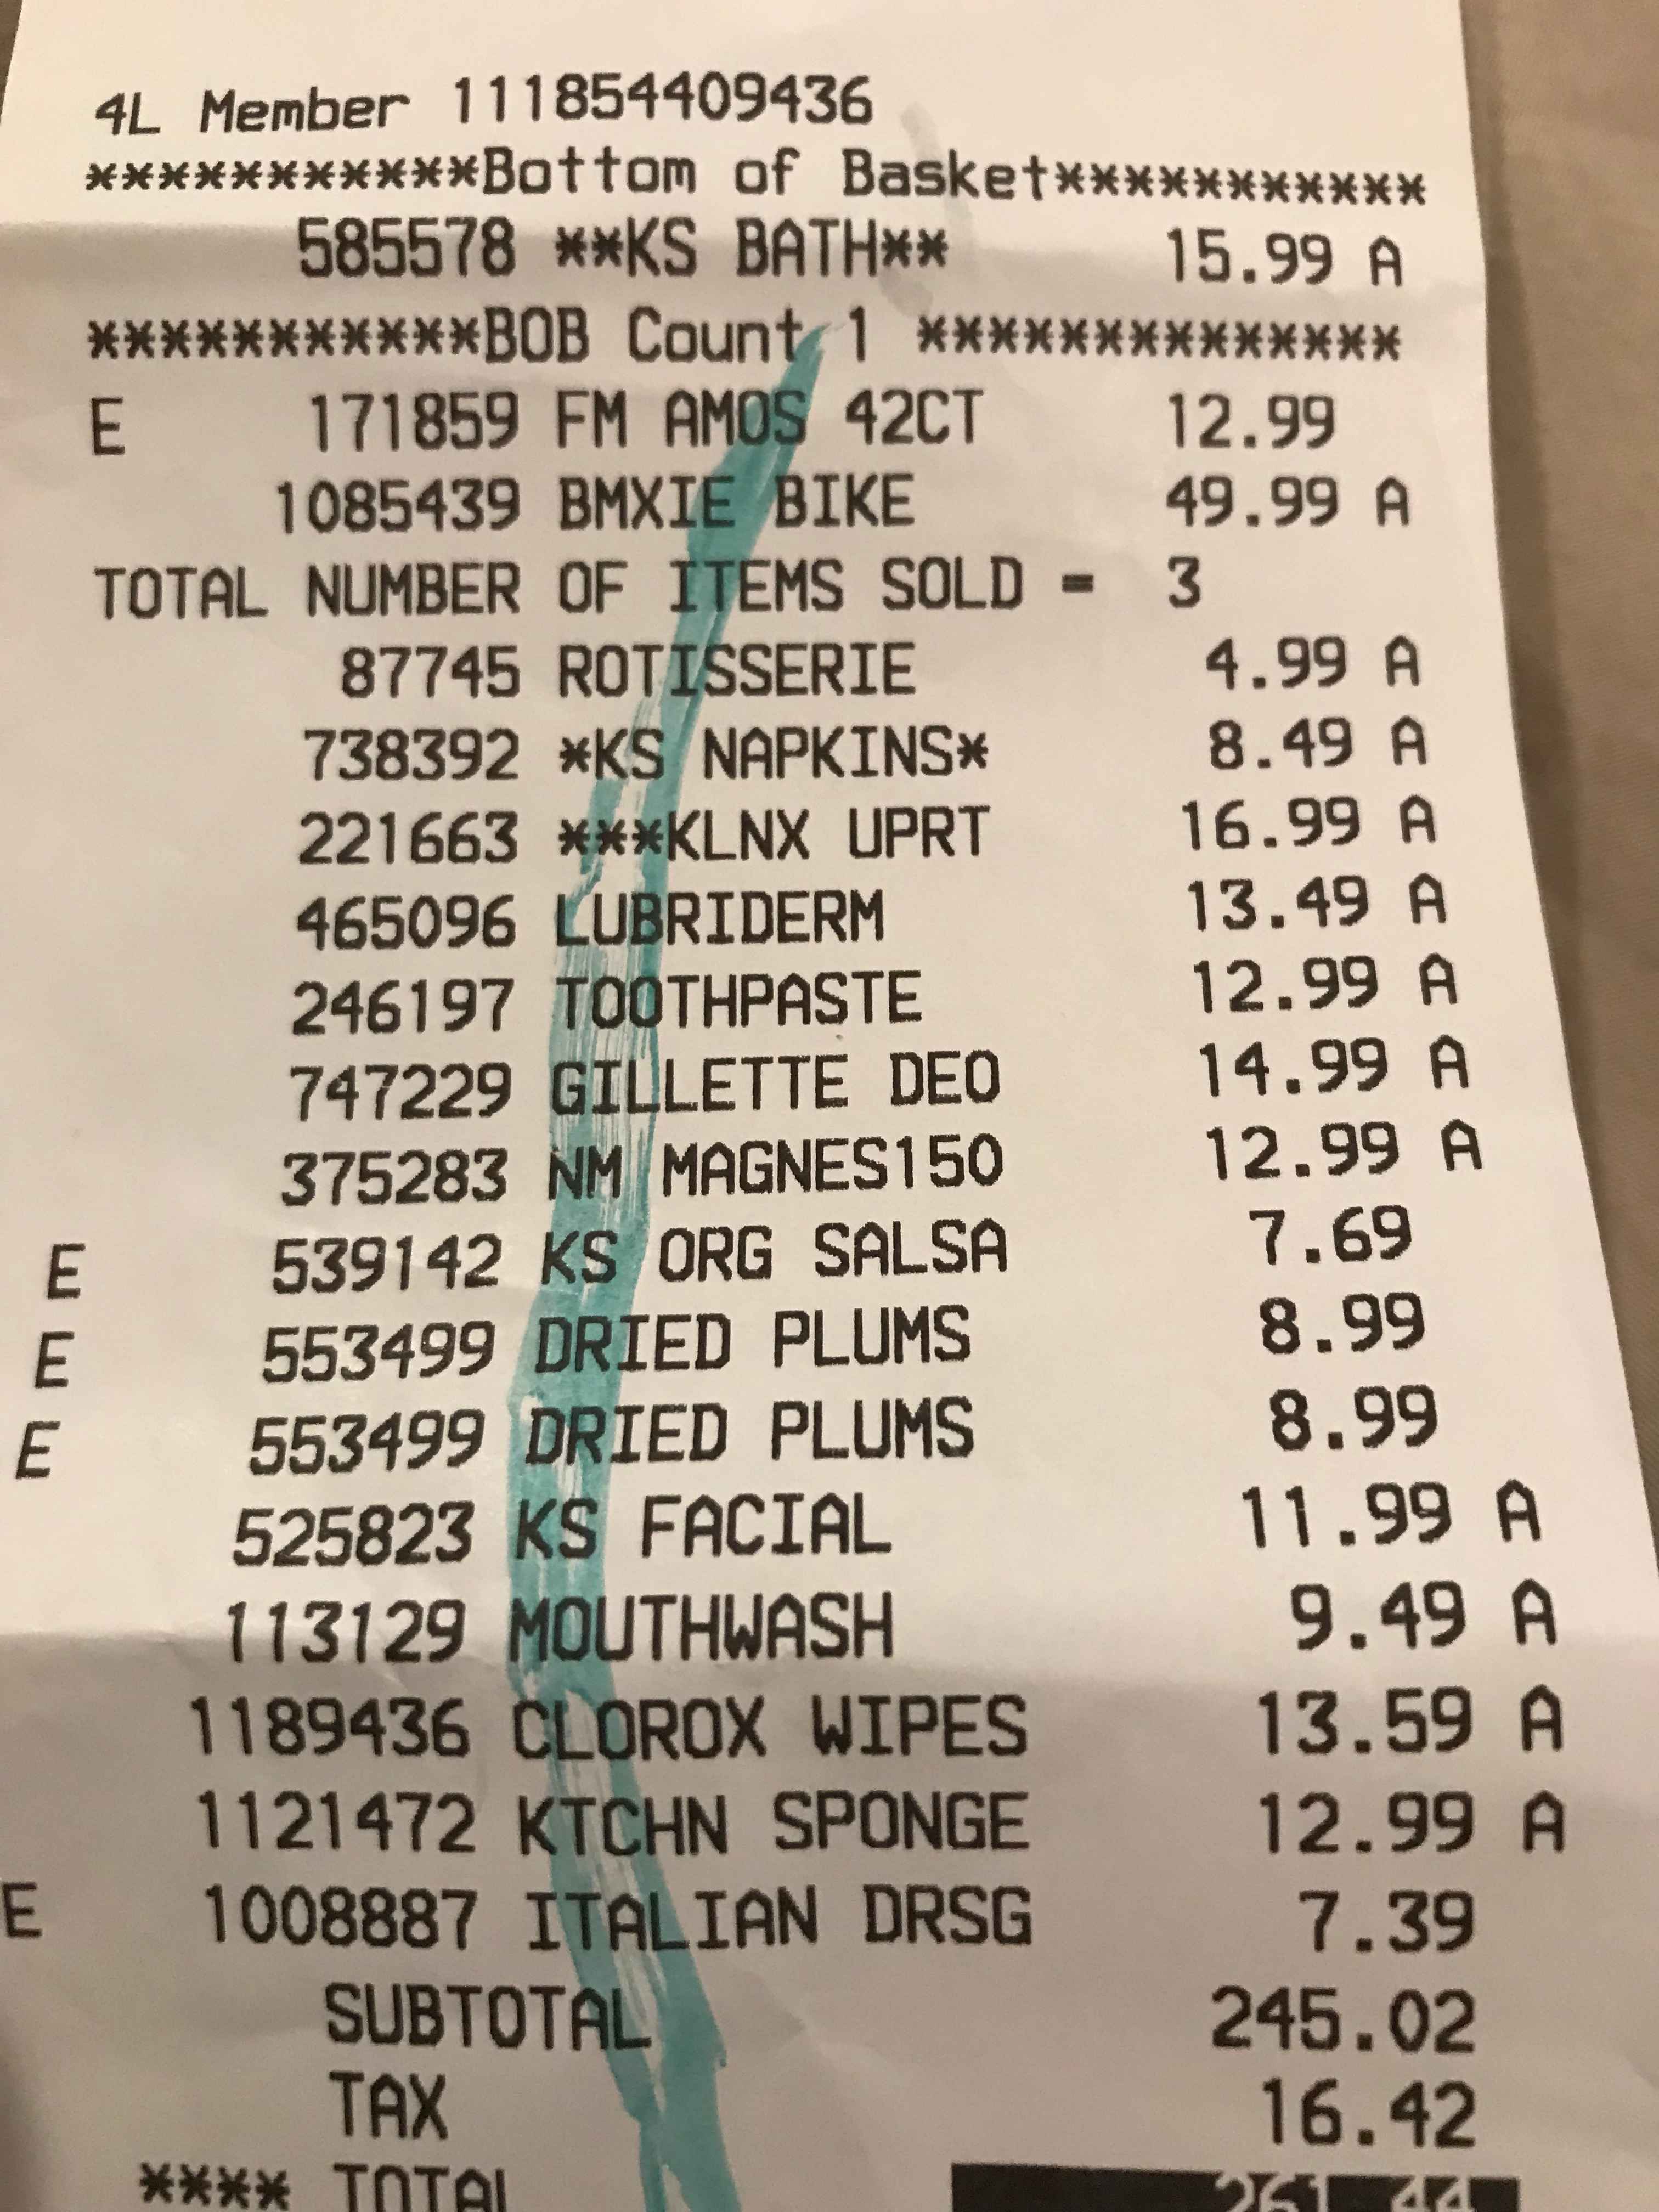 4L Member 111854409436
***********Bottom of Basket***********
585578 **KS BATH** 15.99 A
***********BOB Count 1 **************
E 171859 FM AMOS 42CT 12.99
1085439 BMXIE BIKE 49.99 A
TOTAL NUMBER OF ITEMS SOLD = 3
87745 ROTISSERIE 4.99 A
738392 *KS NAPKINS* 8.49 A
221663 ***KLNX UPRT 16.99 A
465096 LUBRIDERM 13.49 A
246197 TOOTHPASTE 12.99 A
747229 GILLETTE DEO 14.99 A
375283 NM MAGNES150 12.99 A
E 539142 KS ORG SALSA 7.69
E 553499 DRIED PLUMS 8.99
E 553499 DRIED PLUMS 8.99
525823 KS FACIAL 11.99 A
113129 MOUTHWASH 9.49 A
1189436 CLOROX WIPES 13.59 A
1121472 KTCHN SPONGE 12.99 A
E 1008887 ITALIAN DRSG 7.39
SUBTOTAL 245.02
TAX 16.42
**** TOTAL 261.44